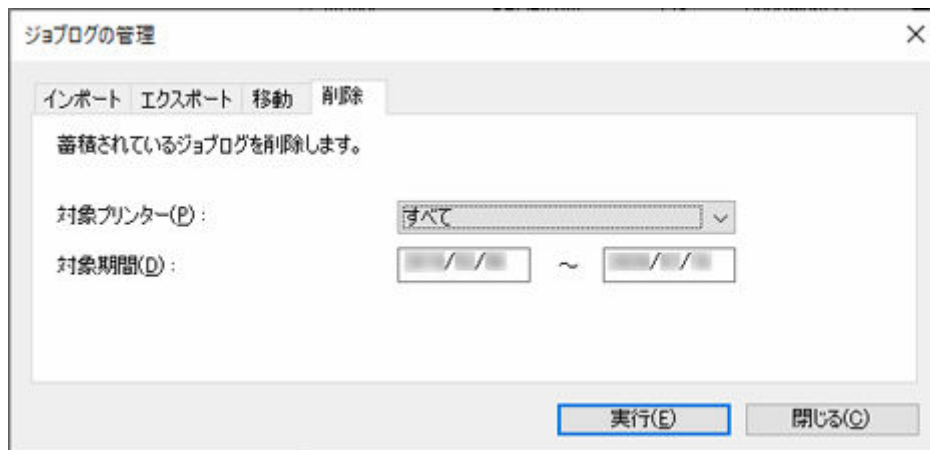 ジョブログの管理
インポート エクスポート 移動 削除
蓄積されているジョブログを削除します。
対象プリンター(P)： すべて
対象期間(D)： / / ～ / /
実行(E) 閉じる(C)